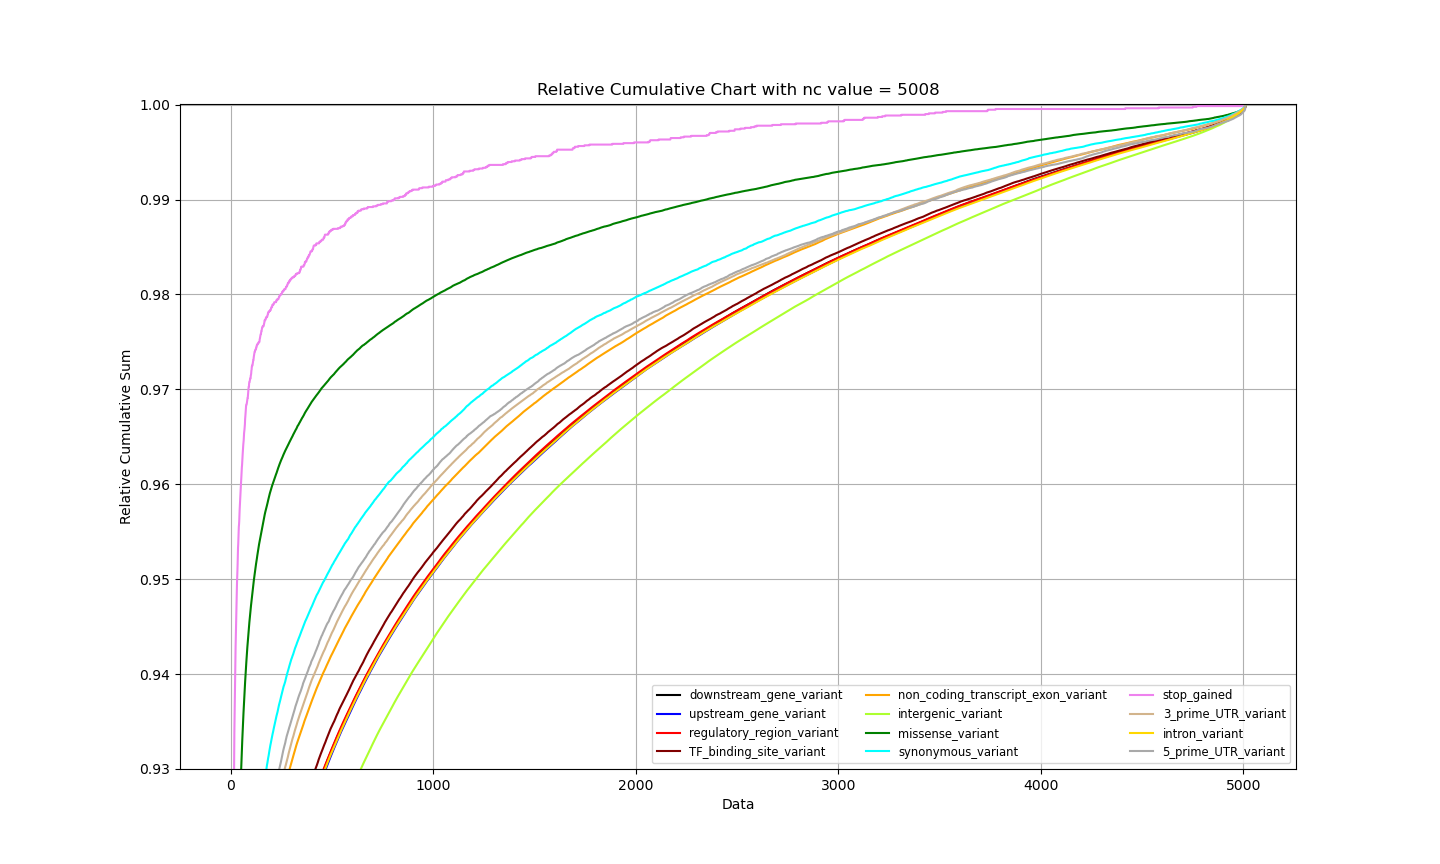 Relative Cumulative Chart with nc value = 5008
1.00
0.99
0.98
0.97
0.96
0.95
0.94
0.93
Relative Cumulative Sum
downstream_gene_variant
upstream_gene_variant
regulatory_region_variant
TF_binding_site_variant
non_coding_transcript_exon_variant
intergenic_variant
missense_variant
synonymous_variant
stop_gained
3_prime_UTR_variant
intron_variant
5_prime_UTR_variant
0 1000 2000 3000 4000 5000
Data